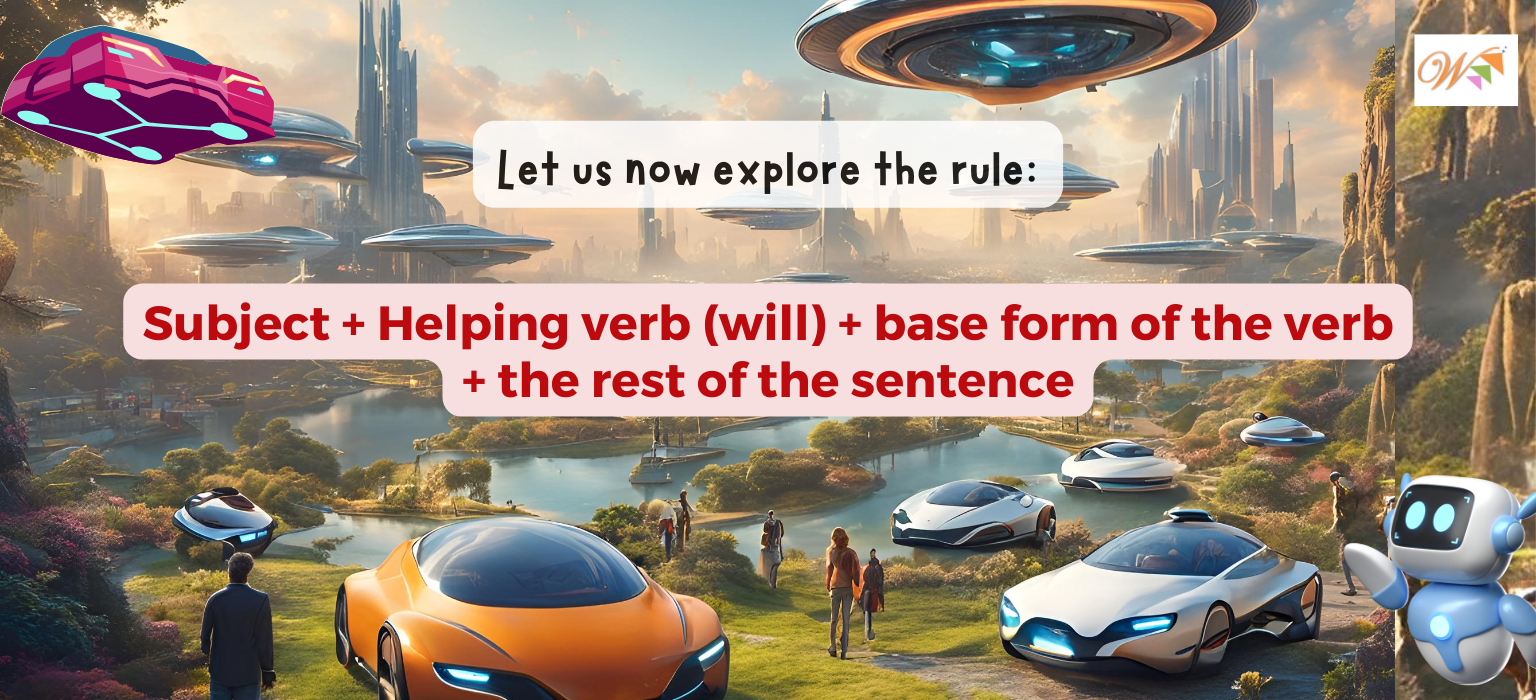 W
Let us now explore the rule:
Subject + Helping verb (will) + base form of the verb
+ the rest of the sentence